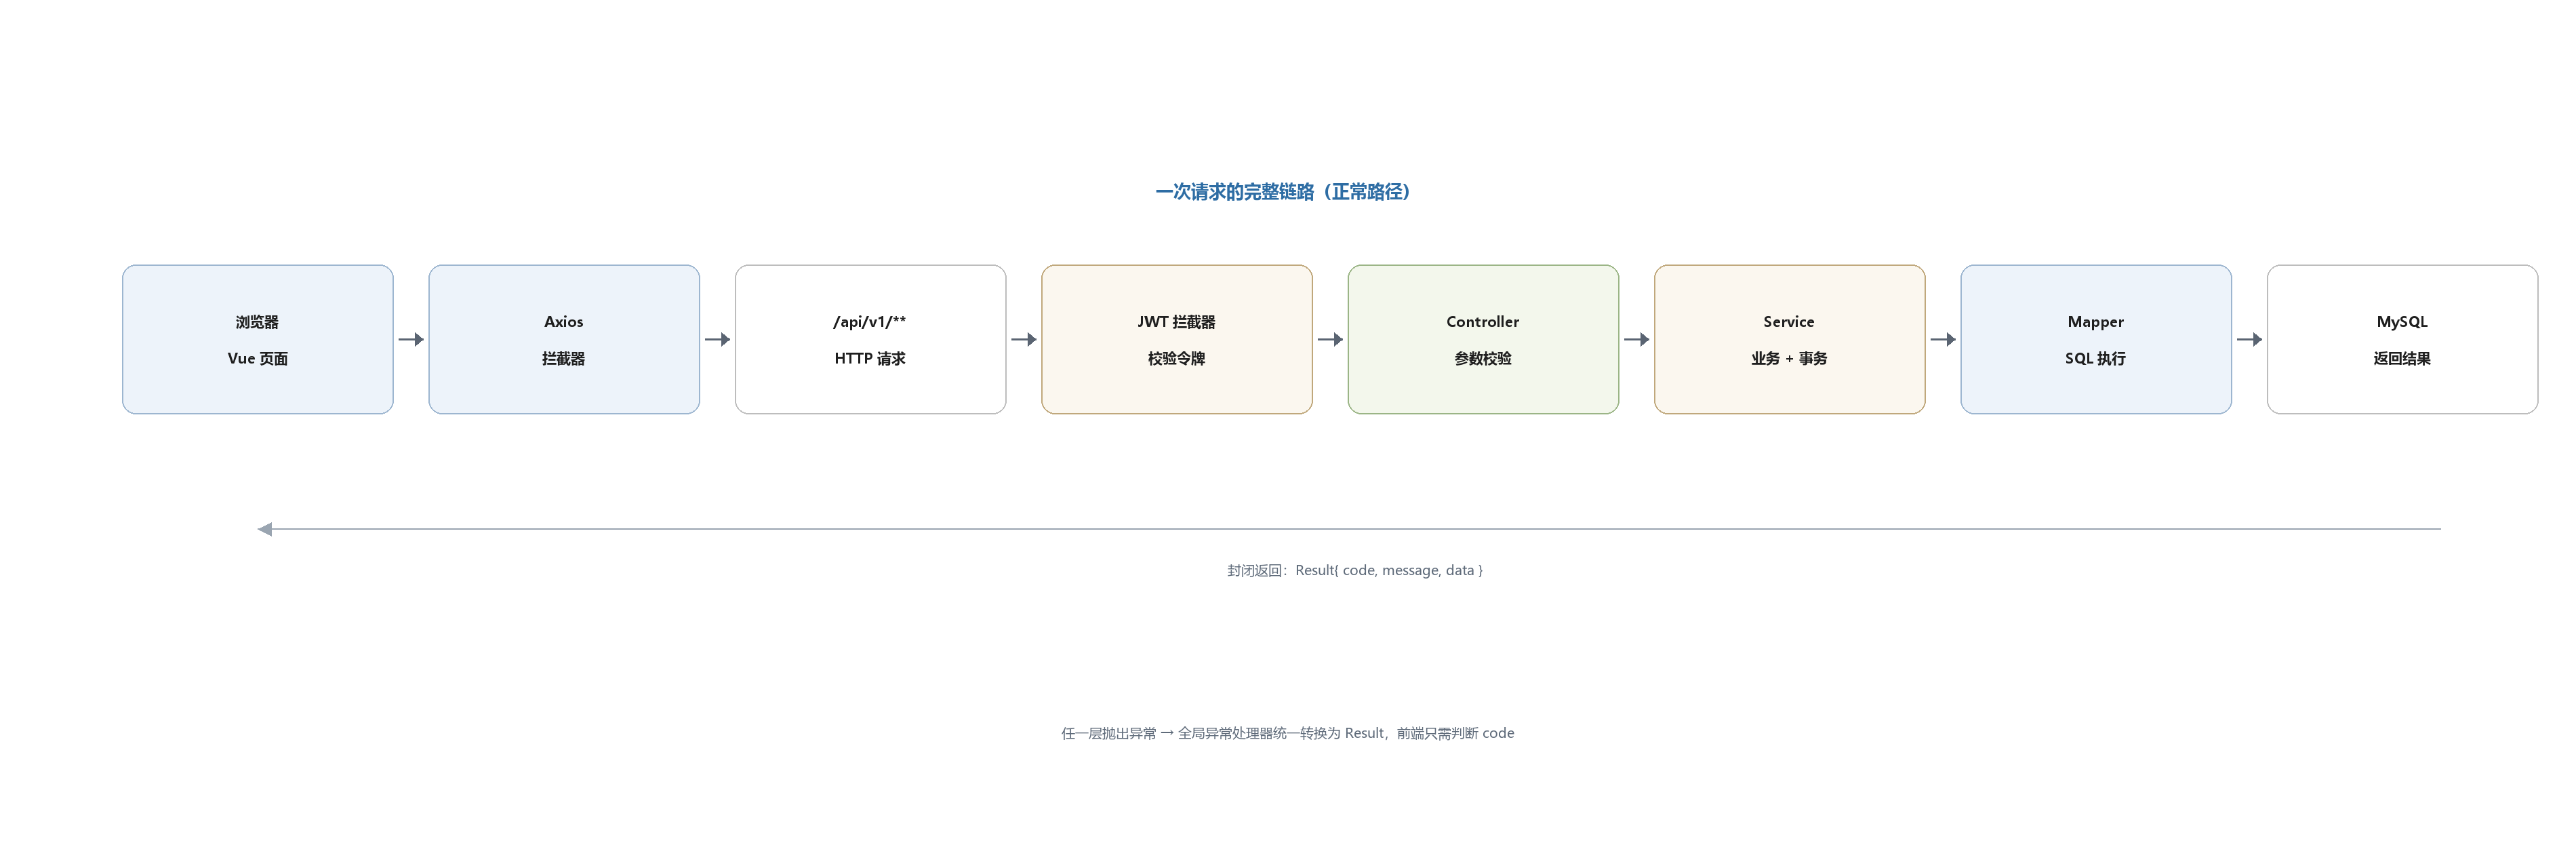 一次请求的完整链路（正常路径）
浏览器
Vue 页面
Axios
拦截器
/api/v1/**
HTTP 请求
JWT 拦截器
校验令牌
Controller
参数校验
Service
业务 + 事务
Mapper
SQL 执行
MySQL
返回结果
封闭返回：Result{ code, message, data }
任一层抛出异常 → 全局异常处理器统一转换为 Result，前端只需判断 code